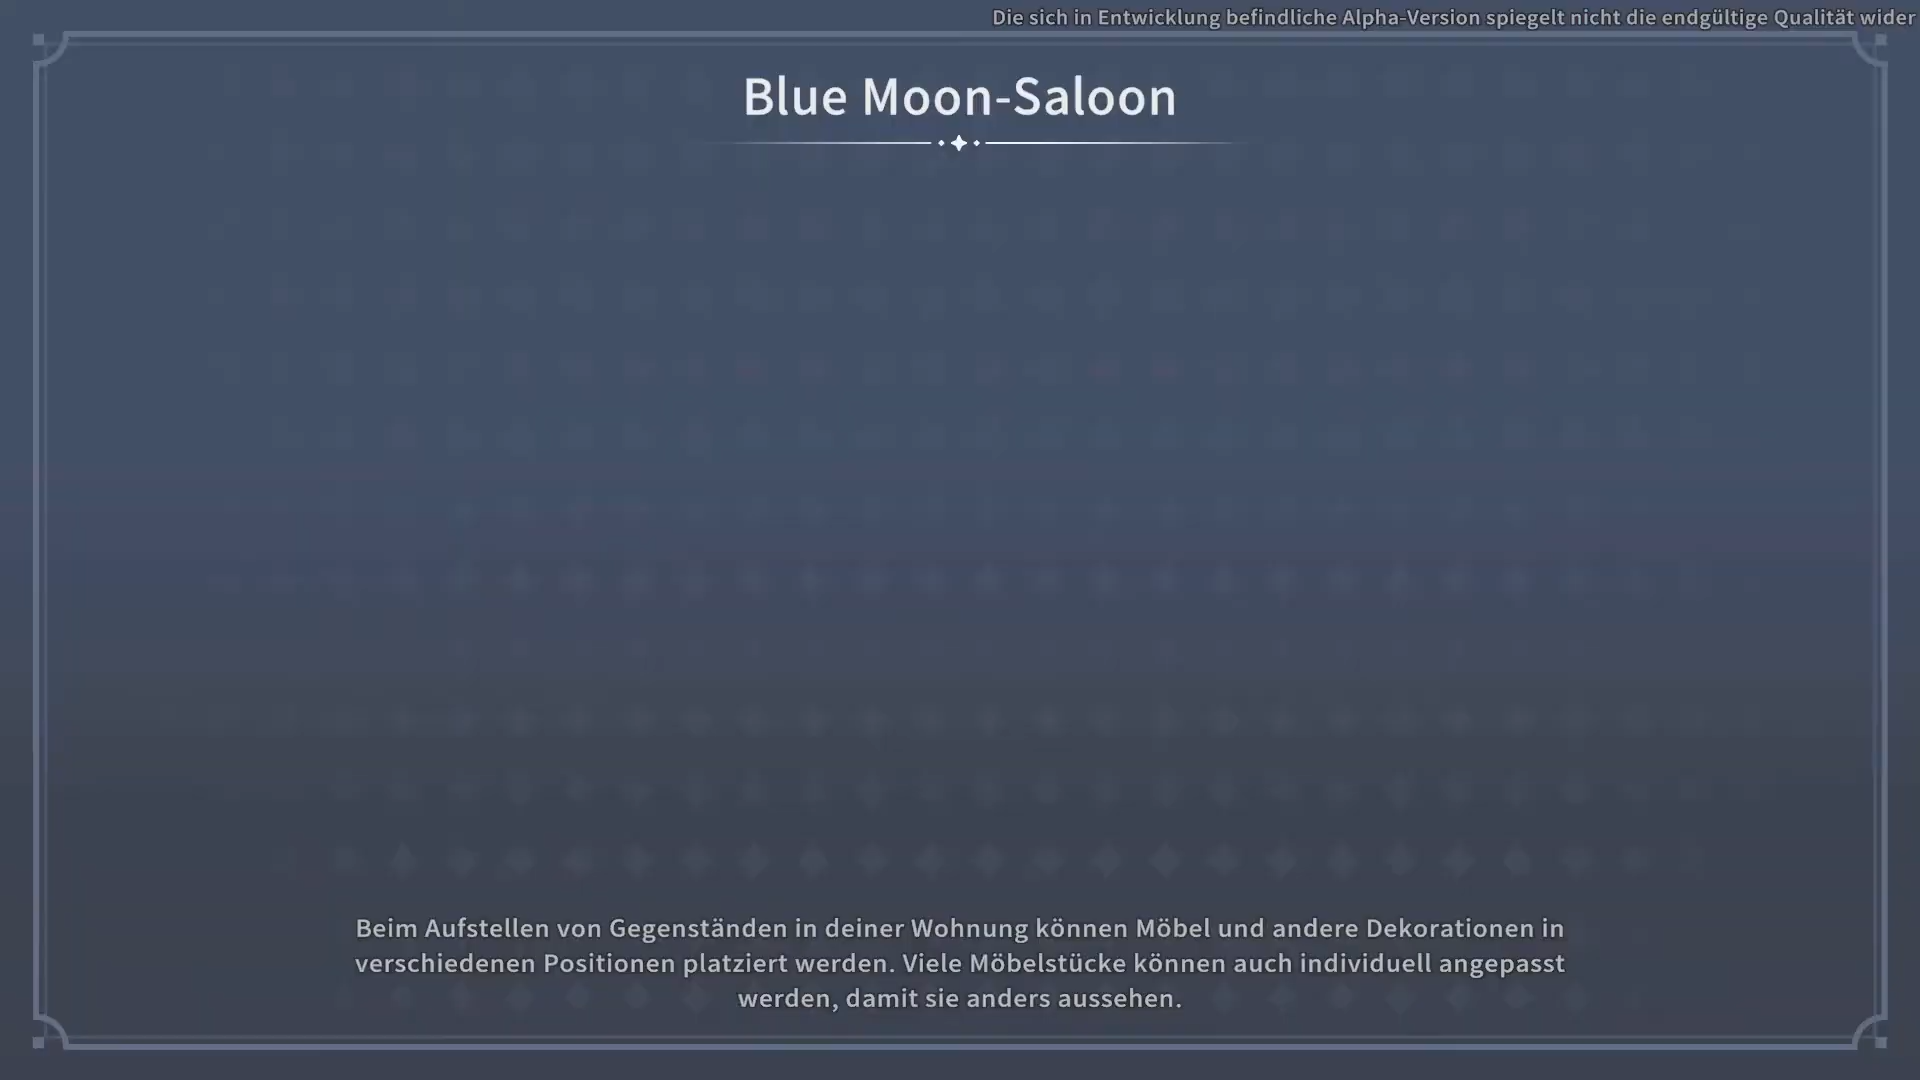 Die sich in Entwicklung befindliche Alpha-Version spiegelt nicht die endgültige Qualität wider
Blue Moon-Saloon
Beim Aufstellen von Gegenständen in deiner Wohnung können Möbel und andere Dekorationen in
verschiedenen Positionen platziert werden. Viele Möbelstücke können auch individuell angepasst
werden, damit sie anders aussehen.